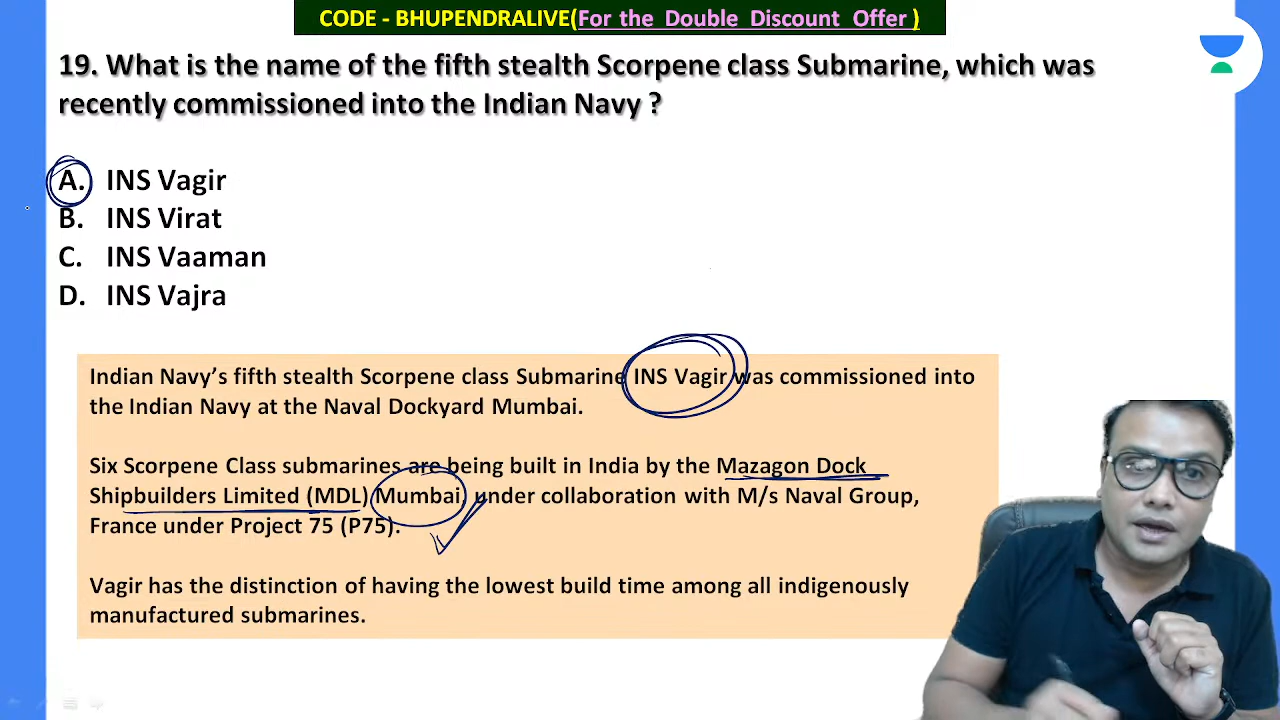 CODE - BHUPENDRALIVE(For the Double Discount Offer )
19. What is the name of the fifth stealth Scorpene class Submarine, which was
recently commissioned into the Indian Navy ?
A. INS Vagir
B. INS Virat
C. INS Vaaman
D. INS Vajra
Indian Navy's fifth stealth Scorpene class Submarine INS Vagir was commissioned into
the Indian Navy at the Naval Dockyard Mumbai.
Six Scorpene Class submarines are being built in India by the Mazagon Dock
Shipbuilders Limited (MDL) Mumbai, under collaboration with M/s Naval Group,
France under Project 75 (P75).
Vagir has the distinction of having the lowest build time among all indigenously
manufactured submarines.